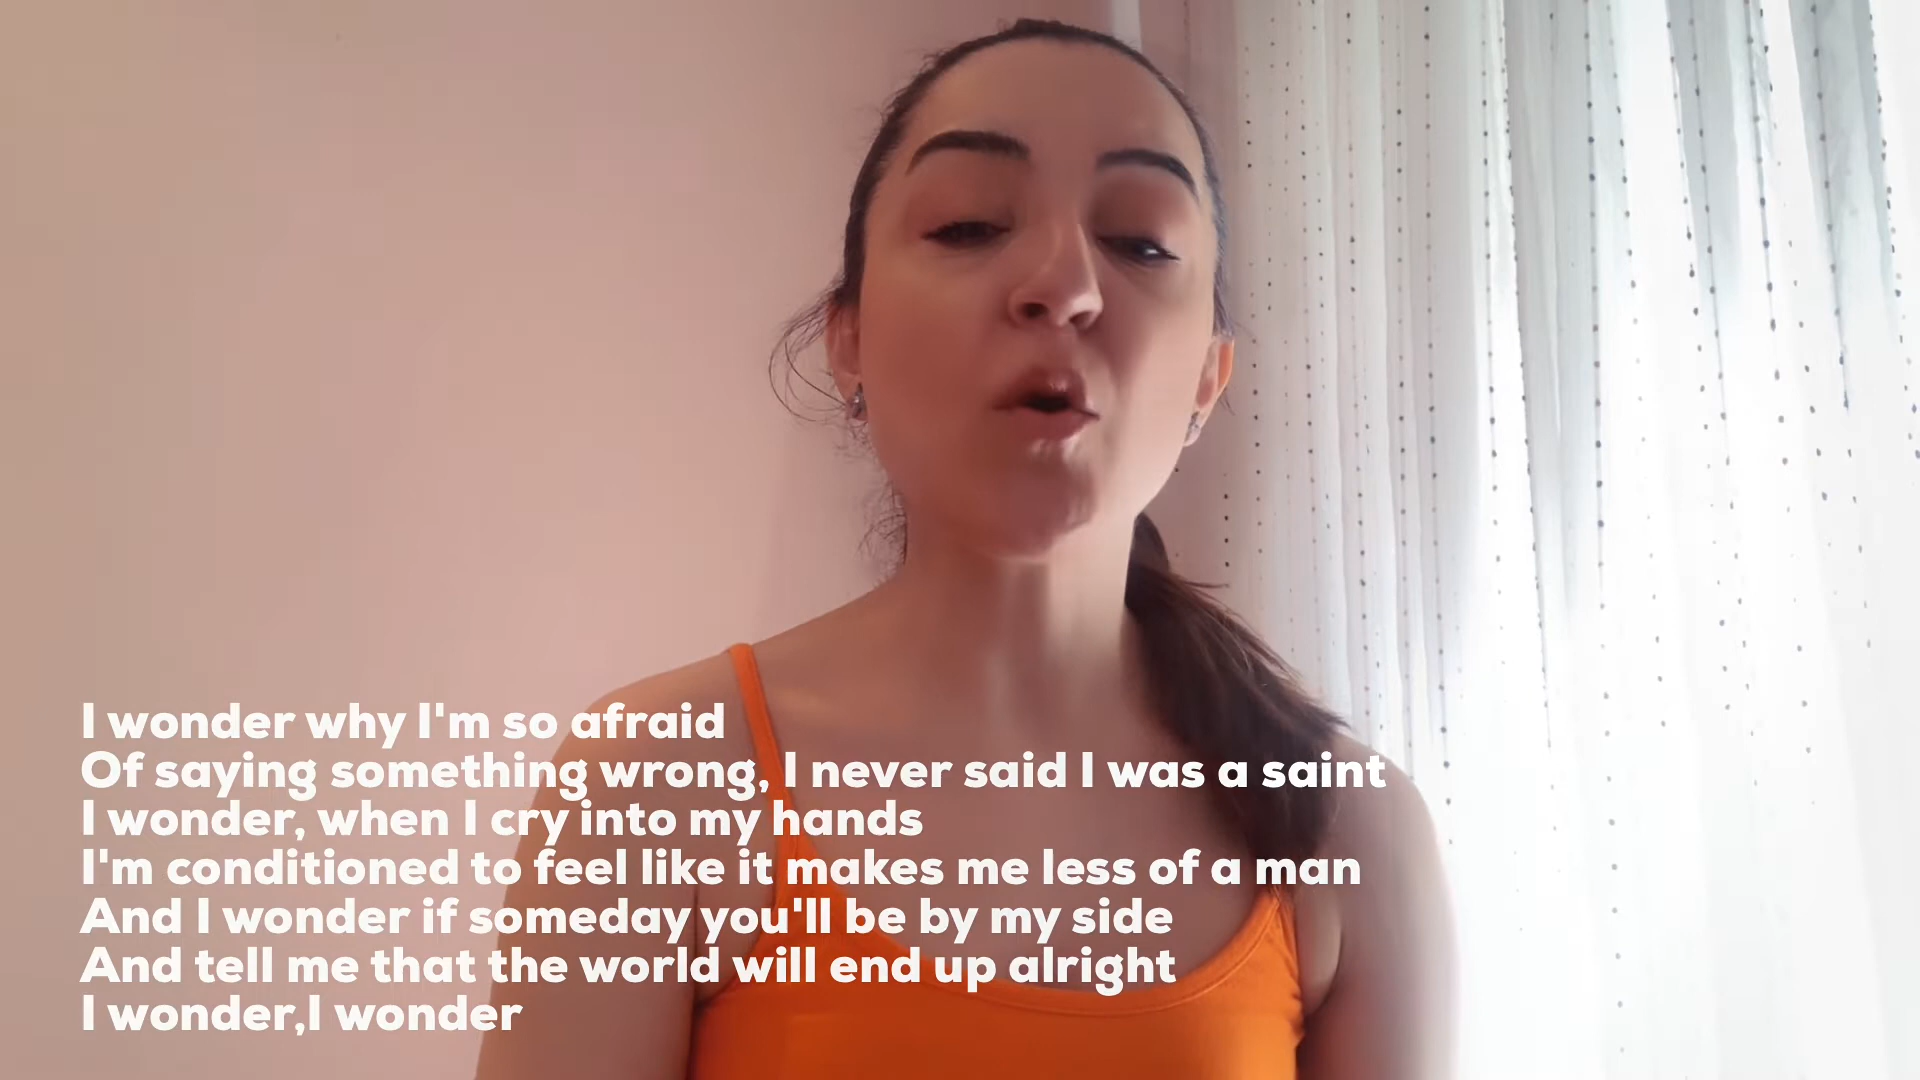 I wonder why I'm so afraid
Of saying something wrong, I never said I was a saint
I wonder, when I cry into my hands
I'm conditioned to feel like it makes me less of a man
And I wonder if someday you'll be by my side
And tell me that the world will end up alright
I wonder,I wonder